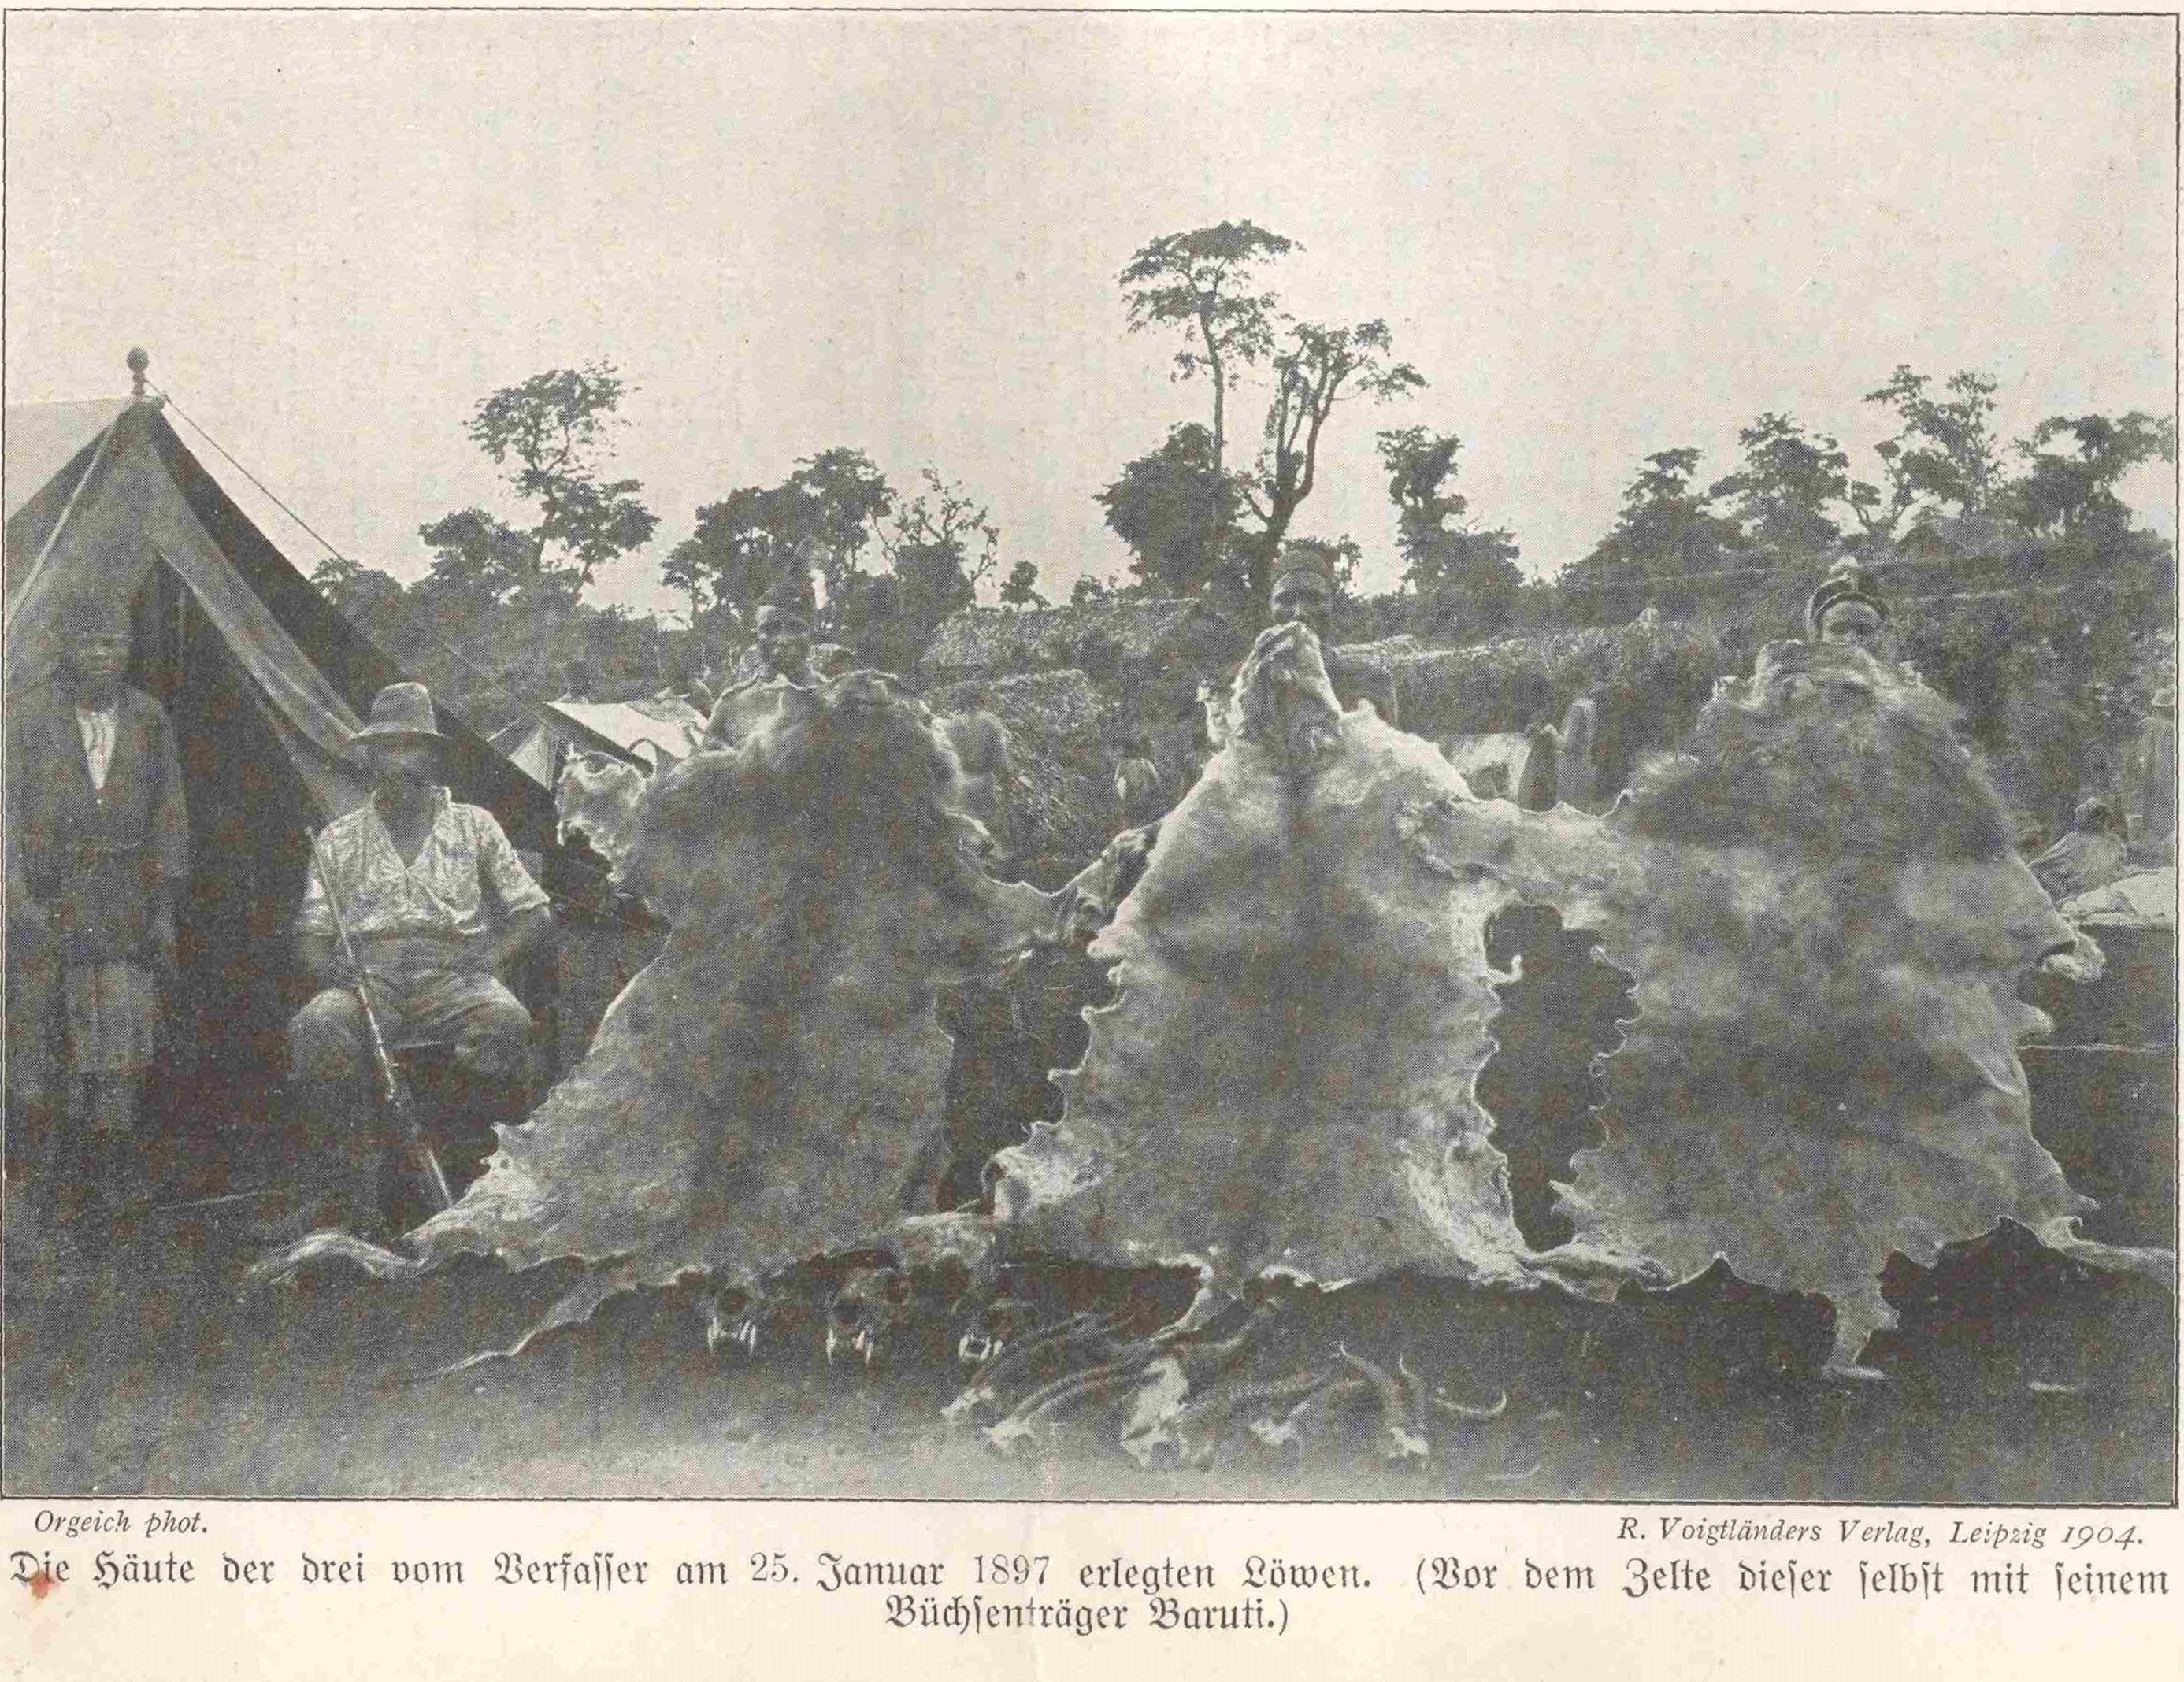 Orgeich phot.
R. Voigtländers Verlag, Leipzig 1904.
Die Häute der drei vom Verfasser am 25. Januar 1897 erlegten Löwen. (Vor dem Zelte dieser selbst mit seinem
Büchsenträger Baruti.)